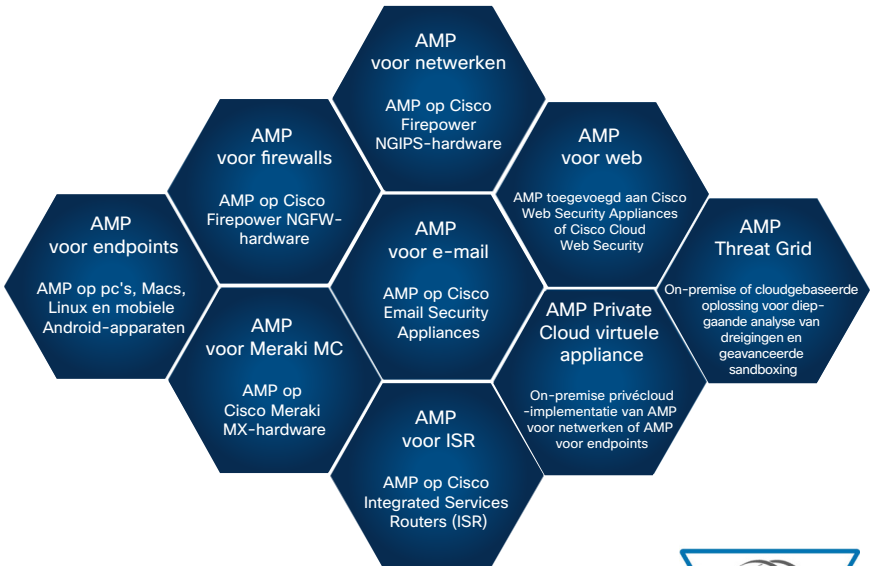 AMP
voor netwerken
AMP op Cisco
Firepower
NGIPS-hardware
AMP
voor firewalls
AMP op Cisco
Firepower NGFW-
hardware
AMP
voor web
AMP toegevoegd aan Cisco
Web Security Appliances
of Cisco Cloud
Web Security
AMP
voor endpoints
AMP op pc's, Macs,
Linux en mobiele
Android-apparaten
AMP
voor e-mail
AMP op Cisco
Email Security
Appliances
AMP
Threat Grid
On-premise of cloudgebaseerde
oplossing voor diep-
gaande analyse van
dreigingen en
geavanceerde
sandboxing
AMP
voor Meraki MC
AMP op
Cisco Meraki
MX-hardware
AMP Private
Cloud virtuele
appliance
On-premise privécloud
-implementatie van AMP
voor netwerken of AMP
voor endpoints
AMP
voor ISR
AMP op Cisco
Integrated Services
Routers (ISR)